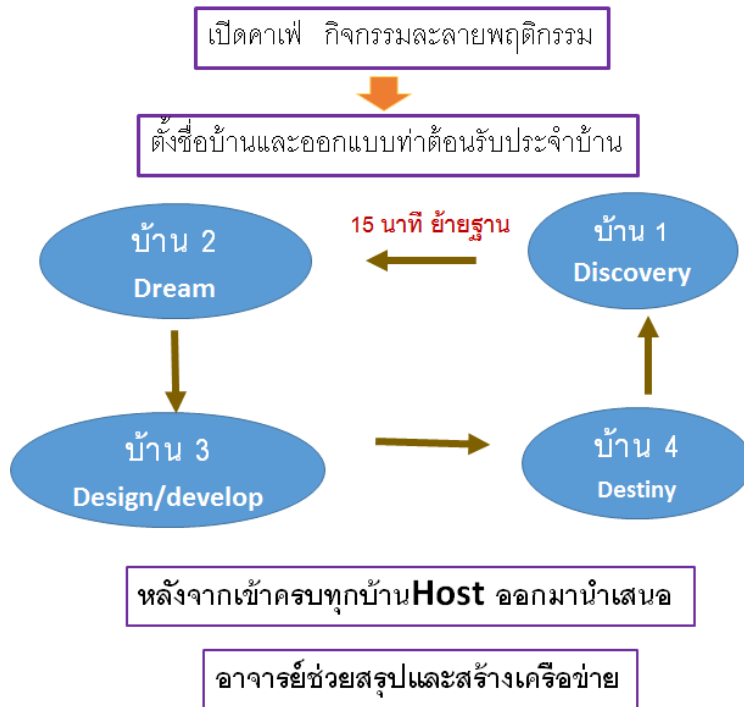 เปิดคาเฟ่ กิจกรรมละลายพฤติกรรม
ตั้งชื่อบ้านและออกแบบท่าต้อนรับประจำบ้าน
15 นาที ย้ายฐาน
บ้าน 1
Discovery
บ้าน 2
Dream
บ้าน 3
Design/develop
บ้าน 4
Destiny
หลังจากเข้าครบทุกบ้านHost ออกมานำเสนอ
อาจารย์ช่วยสรุปและสร้างเครือข่าย